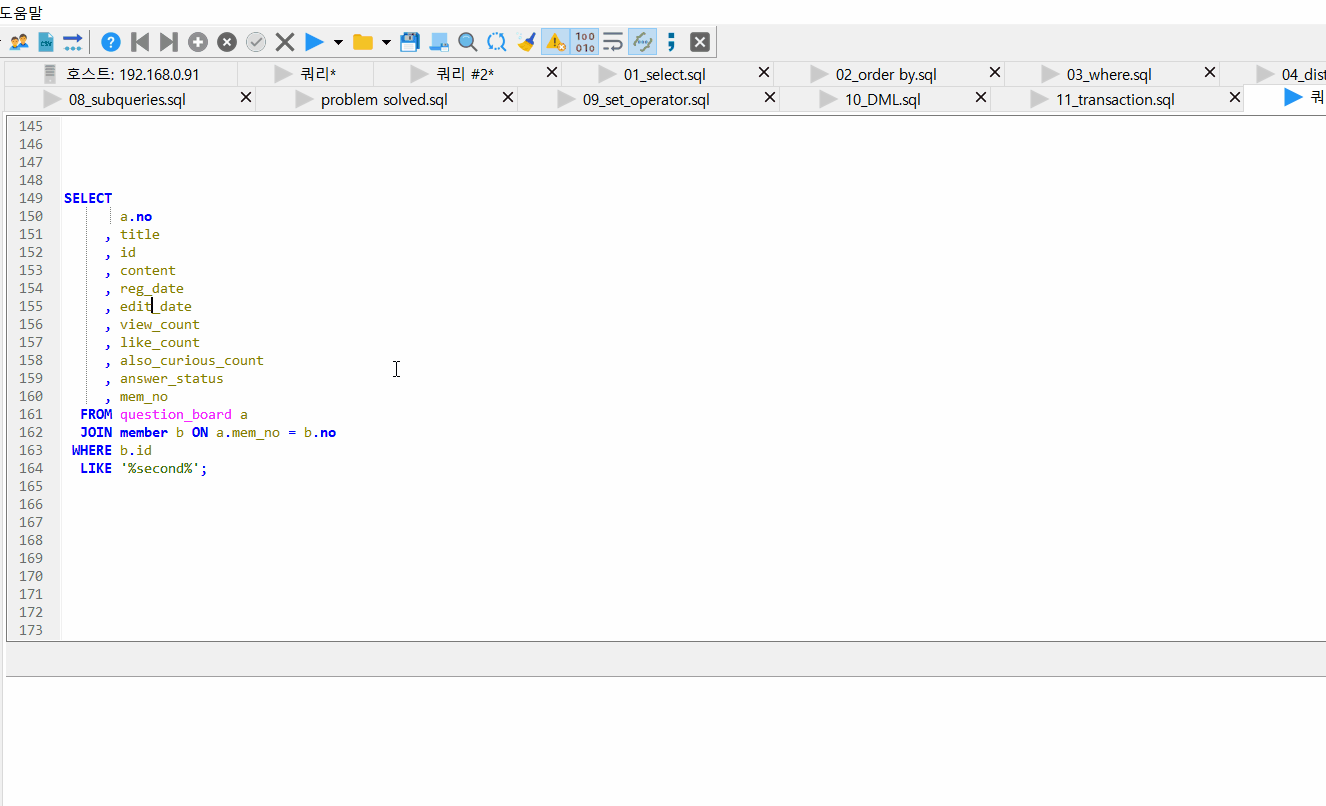 도움말
호스트: 192.168.0.91 쿼리* 쿼리 #2* 01_select.sql 02_order by.sql 03_where.sql 04_dist
08_subqueries.sql problem solved.sql 09_set_operator.sql 10_DML.sql 11_transaction.sql 쿼
145
146
147
148
149 SELECT
150 a.no
151 , title
152 , id
153 , content
154 , reg_date
155 , edit_date
156 , view_count
157 , like_count
158 , also_curious_count
159 , answer_status
160 , mem_no
161 FROM question_board a
162 JOIN member b ON a.mem_no = b.no
163 WHERE b.id
164 LIKE '%second%';
165
166
167
168
169
170
171
172
173